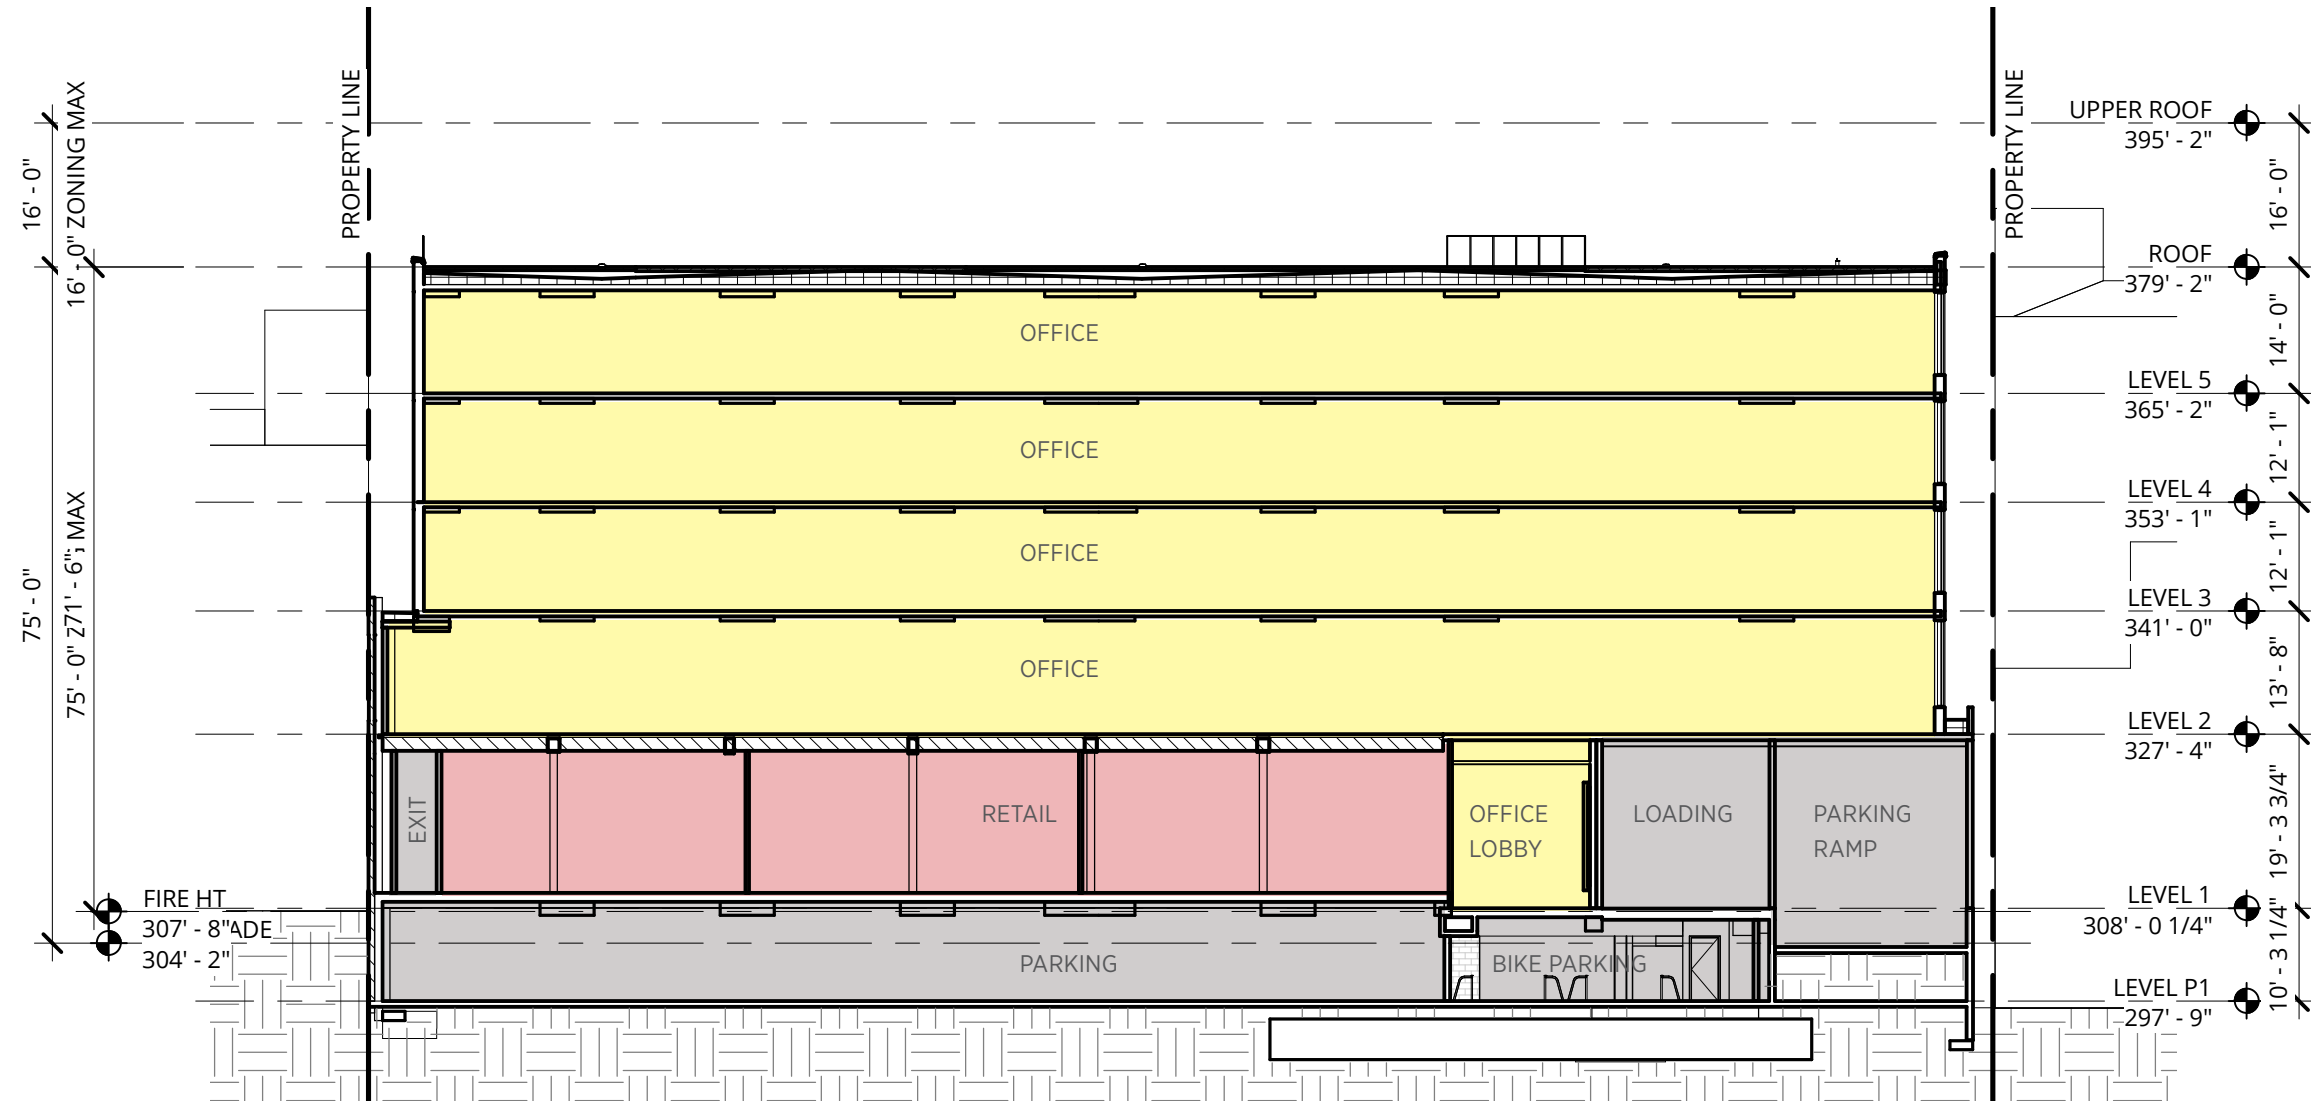 PROPERTY LINE
PROPERTY LINE
16' - 0" ZONING MAX
16' - 0"
16' - 0"
75' - 0"
75' - 0"
71' - 6"
MAX
UPPER ROOF
395' - 2"
16' - 0"
ROOF
379' - 2"
14' - 0"
LEVEL 5
365' - 2"
12' - 1"
LEVEL 4
353' - 1"
12' - 1"
LEVEL 3
341' - 0"
13' - 8"
LEVEL 2
327' - 4"
19' - 3 3/4"
LEVEL 1
308' - 0 1/4"
10' - 3 1/4"
LEVEL P1
297' - 9"
OFFICE
OFFICE
OFFICE
OFFICE
EXIT
RETAIL
OFFICE
LOBBY
LOADING
PARKING
RAMP
PARKING
BIKE PARKING
FIRE HT
307' - 8"
304' - 2"